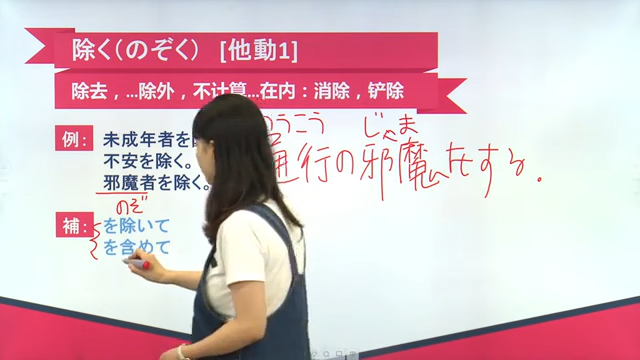 除く（のぞく） [他動1]
除去，...除外，不计算...在内：消除，铲除
例：
未成年者を
不安を除く。
邪魔者を除く。
のぞ
うこう じゃま
通行の邪魔をする.
補：
を除いて
を含めて